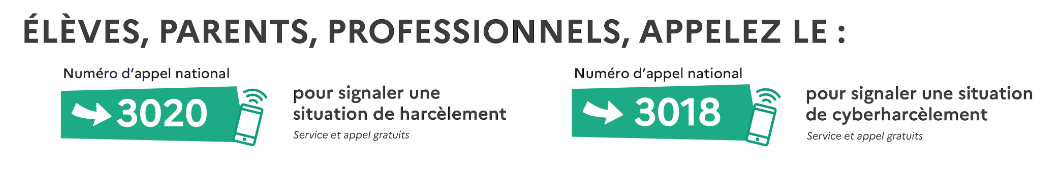 ÉLÈVES, PARENTS, PROFESSIONNELS, APPELEZ LE :
Numéro d'appel national
3020
pour signaler une
situation de harcèlement
Service et appel gratuits
Numéro d'appel national
3018
pour signaler une situation
de cyberharcèlement
Service et appel gratuits